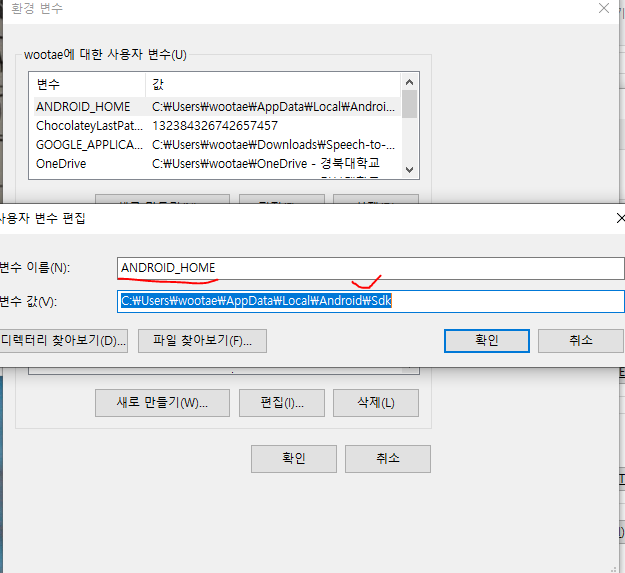 환경 변수
wootae에 대한 사용자 변수(U)
변수 값
ANDROID_HOME C:₩Users₩wootae₩AppData₩Local₩Androi...
ChocolateyLastPat... 132384326742657457
GOOGLE_APPLICA... C:₩Users₩wootae₩Downloads₩Speech-to-...
OneDrive C:₩Users₩wootae₩OneDrive - 경북대학교
사용자 변수 편집
변수 이름(N): ANDROID_HOME
변수 값(V): C:₩Users₩wootae₩AppData₩Local₩Android₩Sdk
디렉터리 찾아보기(D)... 파일 찾아보기(F)... 확인 취소
새로 만들기(W)... 편집(I)... 삭제(L)
확인 취소